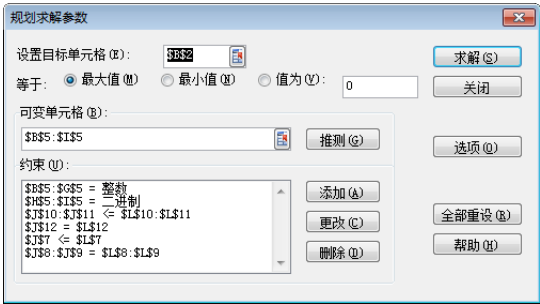 规划求解参数
设置目标单元格(E): $B$2 求解(S)
等于: 最大值(M) 最小值(N) 值为(V): 0 关闭
可变单元格(B):
$B$5:$I$5 推测(G) 选项(O)
约束(U):
$B$5:$G$5 = 整数 添加(A)
$H$5:$I$5 = 二进制
$J$10:$J$11 <= $L$10:$L$11 更改(C) 全部重设(R)
$J$12 = $L$12
$J$7 <= $L$7 删除(D) 帮助(H)
$J$8:$J$9 = $L$8:$L$9